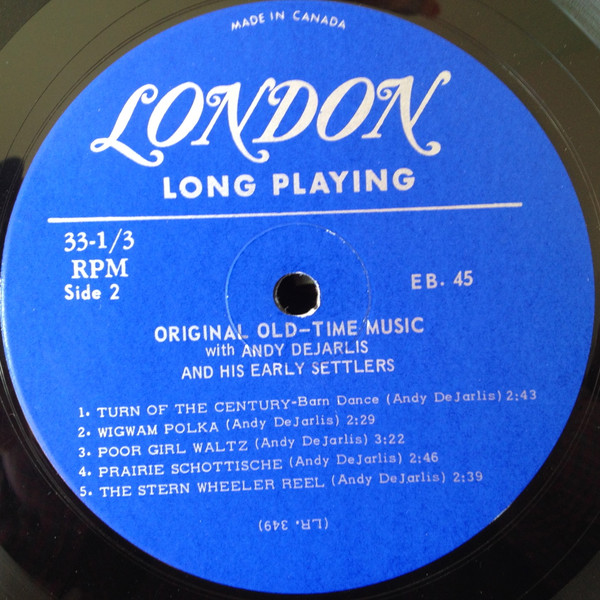 MADE IN CANADA
LONDON
LONG PLAYING
33-1/3
RPM
Side 2
EB. 45
ORIGINAL OLD-TIME MUSIC
with ANDY DEJARLIS
AND HIS EARLY SETTLERS
1. TURN OF THE CENTURY-Barn Dance (Andy DeJarlis) 2:43
2. WIGWAM POLKA (Andy DeJarlis) 2:29
3. POOR GIRL WALTZ (Andy DeJarlis) 3:22
4. PRAIRIE SCHOTTISCHE (Andy DeJarlis) 2:46
5. THE STERN WHEELER REEL (Andy DeJarlis) 2:39
(LR. 349)